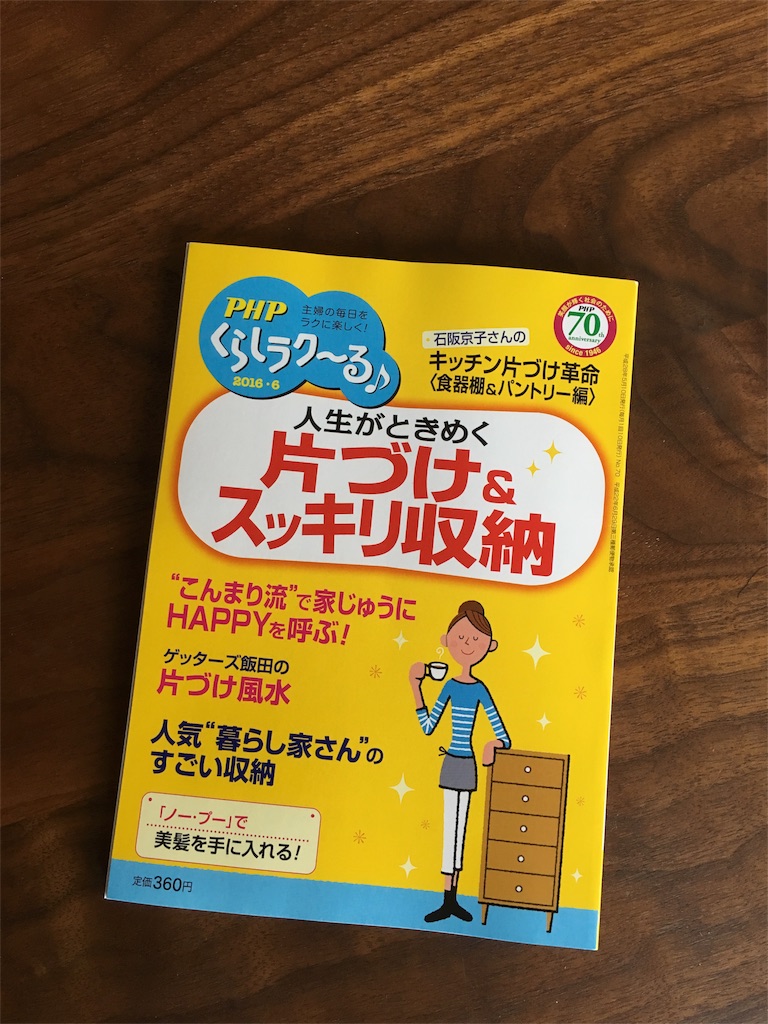 PHP
主婦の毎日を
ラクに楽しく!
くらしラク〜る♪
2016・6
PHP
70th
anniversary
since 1946
石阪京子さんの
キッチン片づけ革命
〈食器棚&パントリー編〉
人生がときめく
片づけ&
スッキリ収納
“こんまり流”で家じゅうに
HAPPYを呼ぶ!
ゲッターズ飯田の
片づけ風水
人気“暮らし家さん”の
すごい収納
「ノー・プー」で
美髪を手に入れる!
定価360円